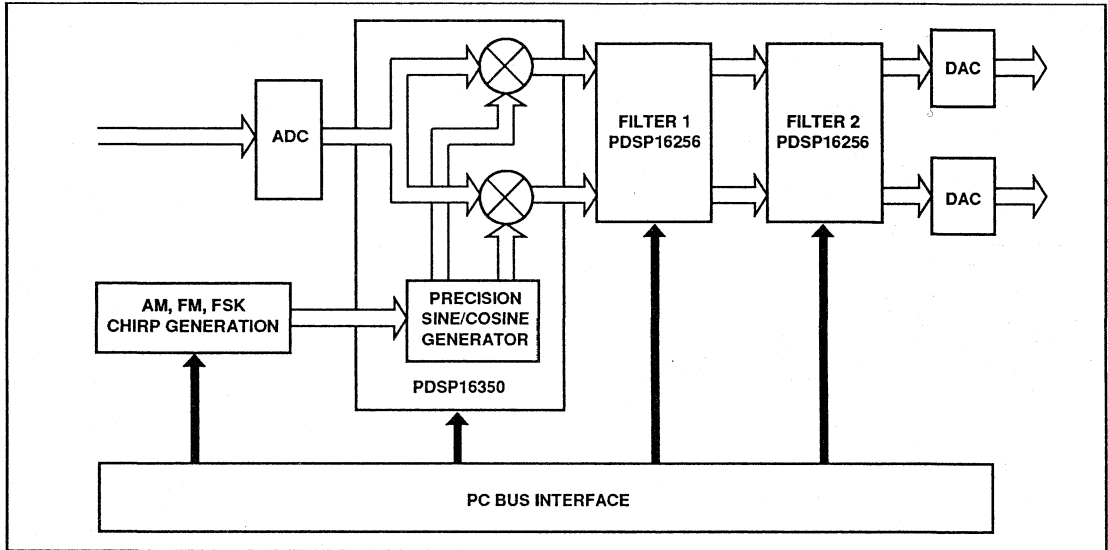 ADC
FILTER 1
PDSP16256
FILTER 2
PDSP16256
DAC
DAC
AM, FM, FSK
CHIRP GENERATION
PRECISION
SINE/COSINE
GENERATOR
PDSP16350
PC BUS INTERFACE